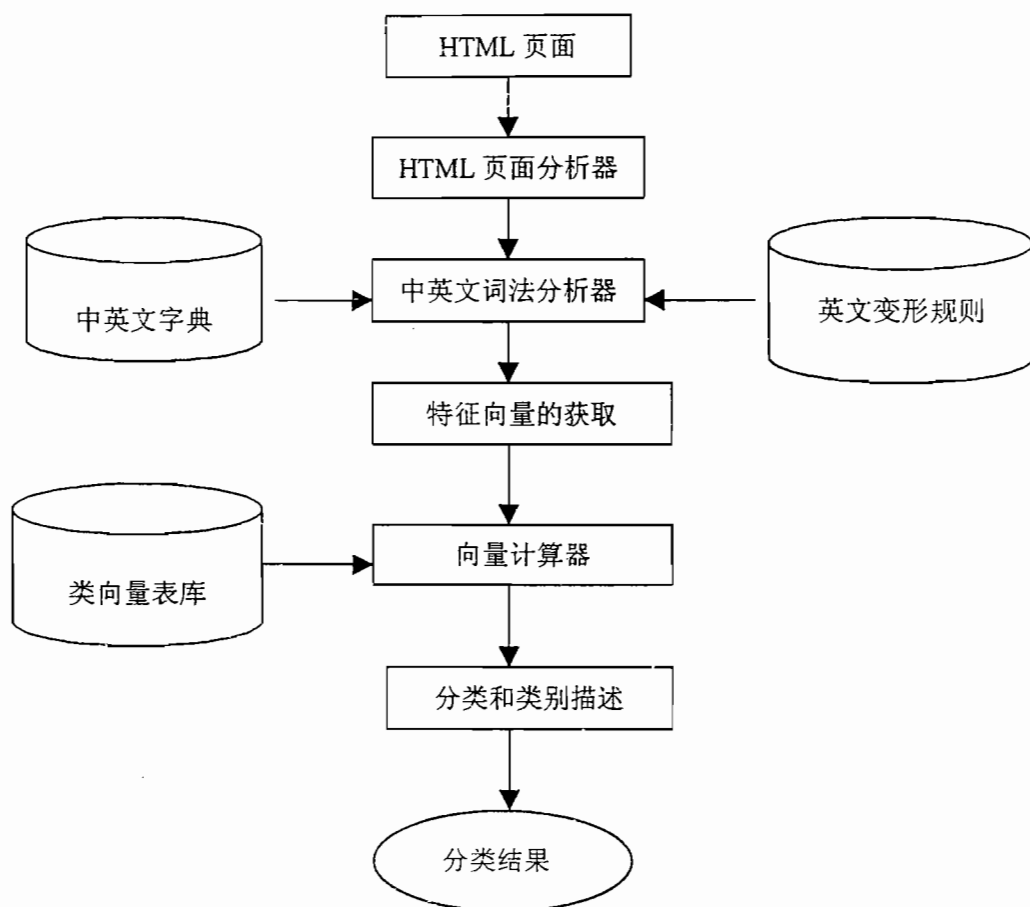 HTML 页面
HTML 页面分析器
中英文字典
中英文词法分析器
英文变形规则
特征向量的获取
类向量表库
向量计算器
分类和类别描述
分类结果